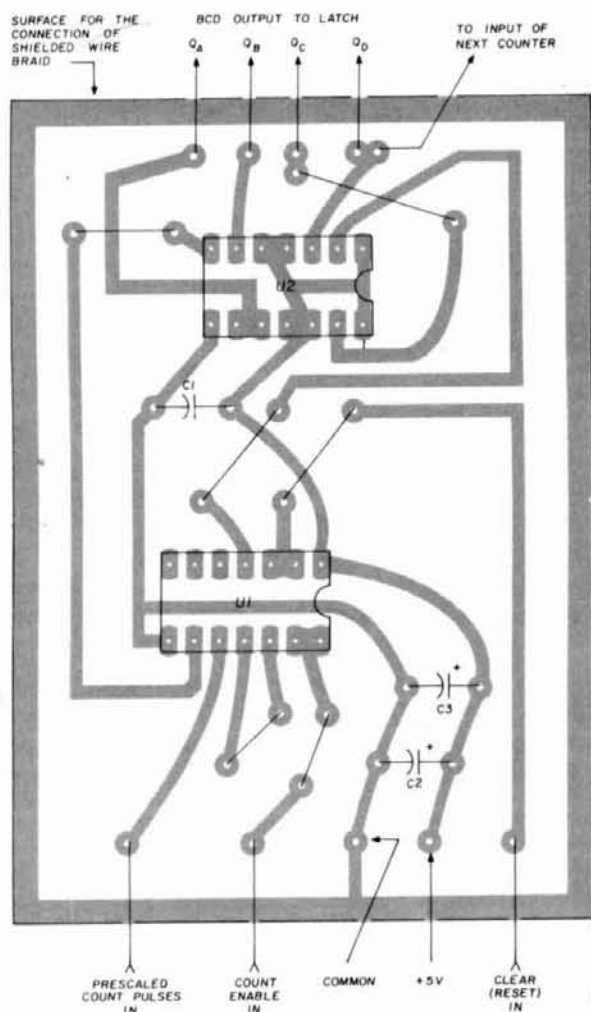 SURFACE FOR THE
CONNECTION OF
SHIELDED WIRE
BRAID
BCD OUTPUT TO LATCH
QA
QB
QC
QD
TO INPUT OF
NEXT COUNTER
U2
C1
U1
+
C3
+
C2
PRESCALED
COUNT PULSES
IN
COUNT
ENABLE
IN
COMMON
+5V
CLEAR
(RESET)
IN